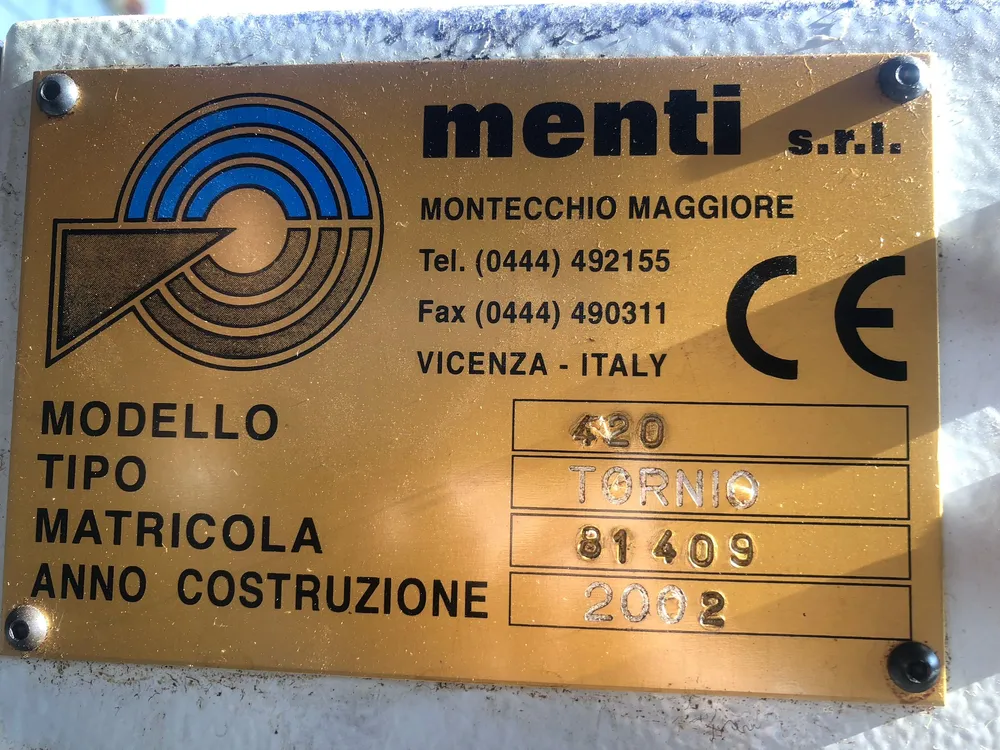 menti s.r.l.
MONTECCHIO MAGGIORE
Tel. (0444) 492155
Fax (0444) 490311
VICENZA - ITALY
CE
MODELLO 420
TIPO TORNIO
MATRICOLA 81409
ANNO COSTRUZIONE 2002